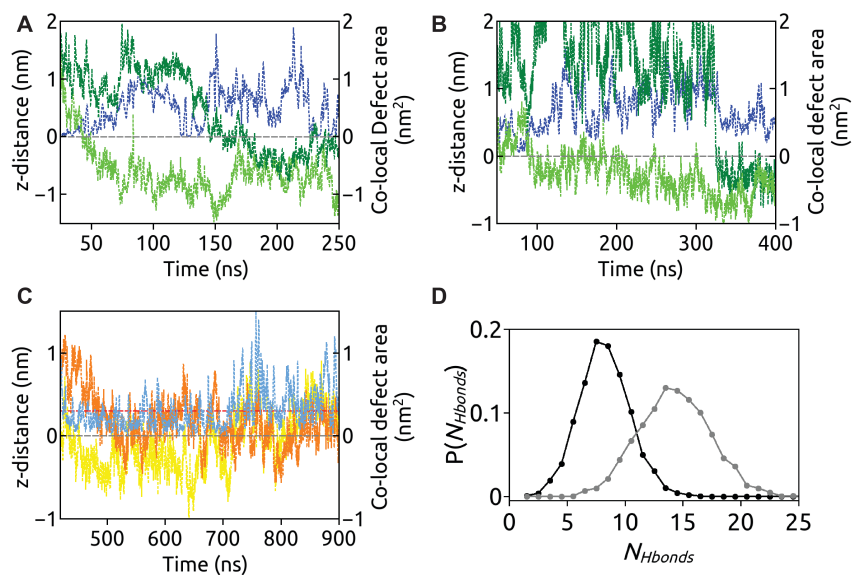 A
z-distance (nm)
2
1
0
−1
2
1
0
−1
Co-local Defect area
(nm²)
50 100 150 200 250
Time (ns)
B
z-distance (nm)
2
1
0
-1
2
1
0
-1
Co-local defect area
(nm²)
100 200 300 400
Time (ns)
C
z-distance (nm)
1
0
−1
1
0
−1
Co-local defect area
(nm²)
500 600 700 800 900
Time (ns)
D
P(N_Hbonds)
0.2
0.1
0
0 5 10 15 20 25
N_Hbonds